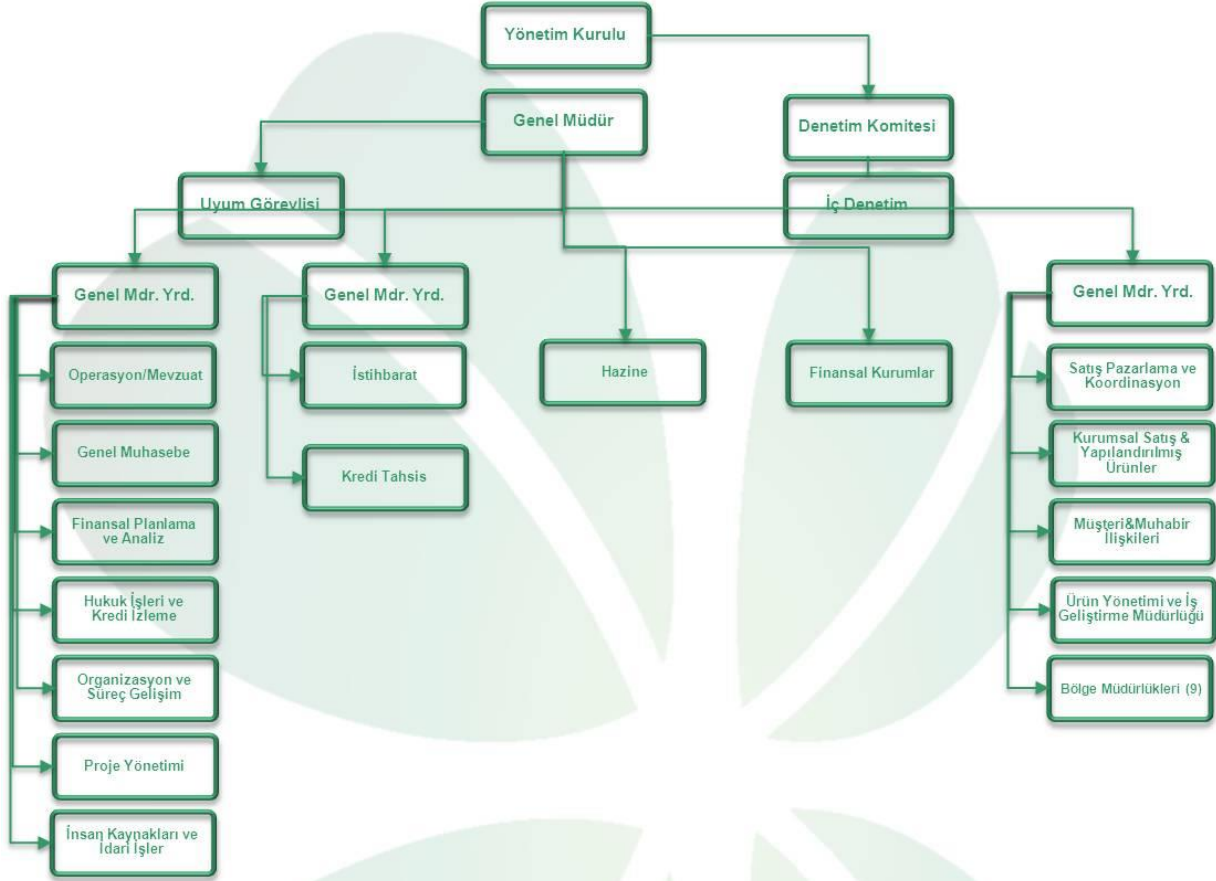 Yönetim Kurulu
Genel Müdür
Denetim Komitesi
Uyum Görevlisi
İç Denetim
Genel Mdr. Yrd.
Operasyon/Mevzuat
Genel Muhasebe
Finansal Planlama
ve Analiz
Hukuk İşleri ve
Kredi İzleme
Organizasyon ve
Süreç Gelişim
Proje Yönetimi
İnsan Kaynakları ve
İdari İşler
Genel Mdr. Yrd.
İstihbarat
Kredi Tahsis
Hazine
Finansal Kurumlar
Genel Mdr. Yrd.
Satış Pazarlama ve
Koordinasyon
Kurumsal Satış &
Yapılandırılmış
Ürünler
Müşteri&Muhabir
İlişkileri
Ürün Yönetimi ve İş
Geliştirme Müdürlüğü
Bölge Müdürlükleri (9)